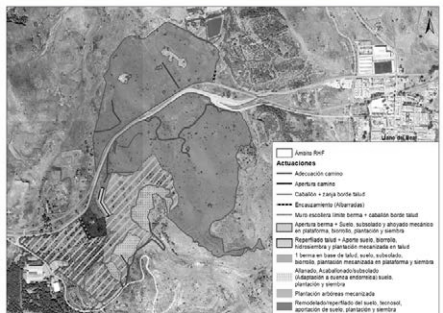 N
Llano del Beal
Ámbito RHF
Actuaciones
Adecuación camino
Apertura camino
Caballón + zanja borde talud
Encauzamiento (Albarradas)
Muro escollera límite berma + caballón borde talud
Apertura berma + Suelo, subsolado y ahoyado mecánico
en plataforma, biorrollo, plantación y siembra
Reperfilado talud + Aporte suelo, biorrollo,
hidrosiembra y plantación mecanizada en talud
1 berma en base de talud, suelo, subsolado,
biorrollo, plantación mecanizada en plataforma y siembra
Allanado, Acaballonado/subsolado
(Adaptación a cuenca endorreica) suelo,
plantación y siembra
Plantación arbóreas mecanizada
Remodelado/reperfilado del suelo, tecnosol,
aportación de suelo, plantación y siembra